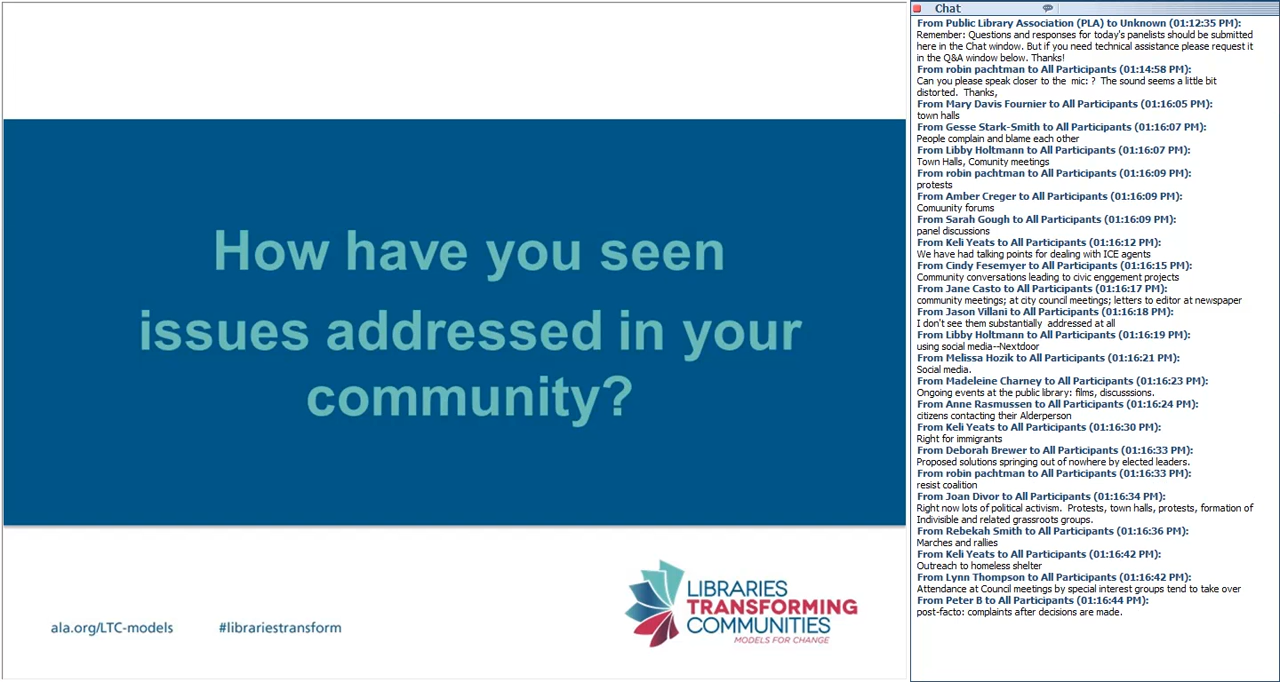 How have you seen
issues addressed in your
community?
ala.org/LTC-models
#librariestransform
LIBRARIES
TRANSFORMING
COMMUNITIES
MODELS FOR CHANGE
Chat
From Public Library Association (PLA) to Unknown (01:12:35 PM):
Remember: Questions and responses for today's panelists should be submitted
here in the Chat window. But if you need technical assistance please request it
in the Q&A window below. Thanks!
From robin pachtman to All Participants (01:14:58 PM):
Can you please speak closer to the  mic: ?  The sound seems a little bit
distorted.  Thanks,
From Mary Davis Fournier to All Participants (01:16:05 PM):
town halls
From Gesse Stark-Smith to All Participants (01:16:07 PM):
People complain and blame each other
From Libby Holtmann to All Participants (01:16:07 PM):
Town Halls, Comunity meetings
From robin pachtman to All Participants (01:16:09 PM):
protests
From Amber Creger to All Participants (01:16:09 PM):
Comuunity forums
From Sarah Gough to All Participants (01:16:09 PM):
panel discussions
From Keli Yeats to All Participants (01:16:12 PM):
We have had talking points for dealing with ICE agents
From Cindy Fesemyer to All Participants (01:16:15 PM):
Community conversations leading to civic enggement projects
From Jane Casto to All Participants (01:16:17 PM):
community meetings; at city council meetings; letters to editor at newspaper
From Jason Villani to All Participants (01:16:18 PM):
I don't see them substantially  addressed at all
From Libby Holtmann to All Participants (01:16:19 PM):
using social media--Nextdoor
From Melissa Hozik to All Participants (01:16:21 PM):
Social media.
From Madeleine Charney to All Participants (01:16:23 PM):
Ongoing events at the public library: films, discusssions.
From Anne Rasmussen to All Participants (01:16:24 PM):
citizens contacting their Alderperson
From Keli Yeats to All Participants (01:16:30 PM):
Right for immigrants
From Deborah Brewer to All Participants (01:16:33 PM):
Proposed solutions springing out of nowhere by elected leaders.
From robin pachtman to All Participants (01:16:33 PM):
resist coalition
From Joan Divor to All Participants (01:16:34 PM):
Right now lots of political activism.  Protests, town halls, protests, formation of
Indivisible and related grassroots groups.
From Rebekah Smith to All Participants (01:16:36 PM):
Marches and rallies
From Keli Yeats to All Participants (01:16:42 PM):
Outreach to homeless shelter
From Lynn Thompson to All Participants (01:16:42 PM):
Attendance at Council meetings by special interest groups tend to take over
From Peter B to All Participants (01:16:44 PM):
post-facto: complaints after decisions are made.